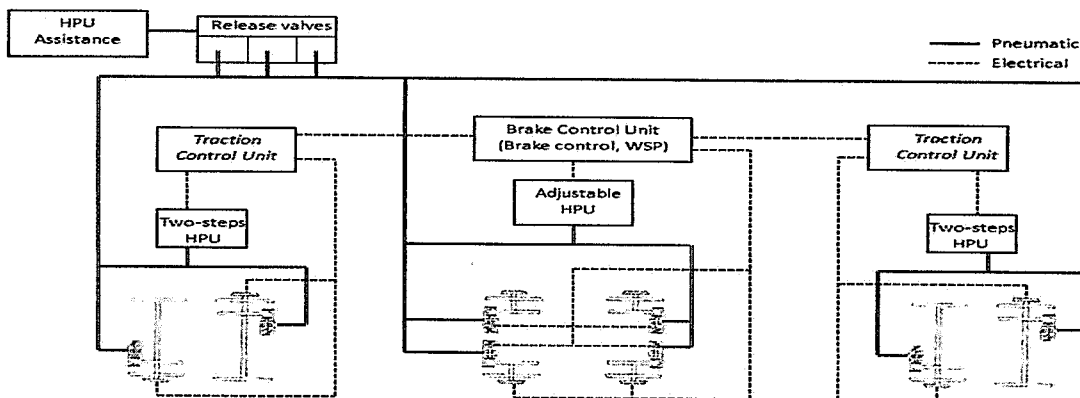 HPU
Assistance
Release valves
Pneumatic
Electrical
Traction
Control Unit
Brake Control Unit
(Brake control, WSP)
Traction
Control Unit
Adjustable
HPU
Two-steps
HPU
Two-steps
HPU